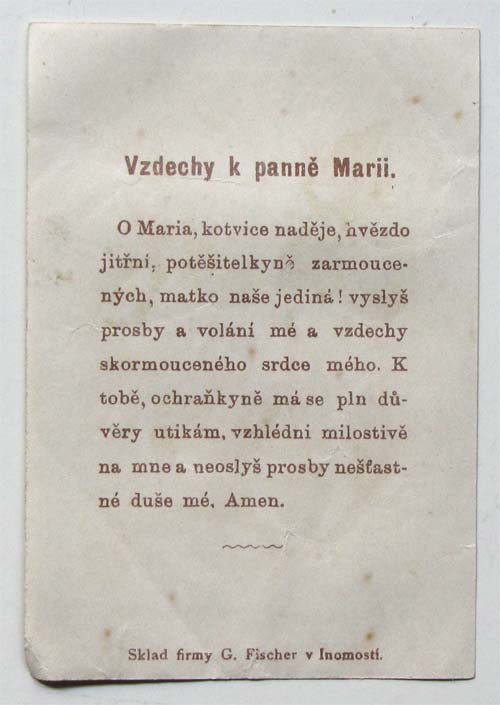 Vzdechy k panně Marii.
O Maria, kotvice naděje, hvězdo
jitřní, potěšitelkyně zarmouce-
ných, matko naše jediná! vyslyš
prosby a volání mé a vzdechy
skormouceného srdce mého. K
tobě, ochraňkyně má se pln dů-
věry utikám, vzhlédni milostivě
na mne a neoslyš prosby nešťast-
né duše mé, Amen.
Sklad firmy G. Fischer v Inomostí.